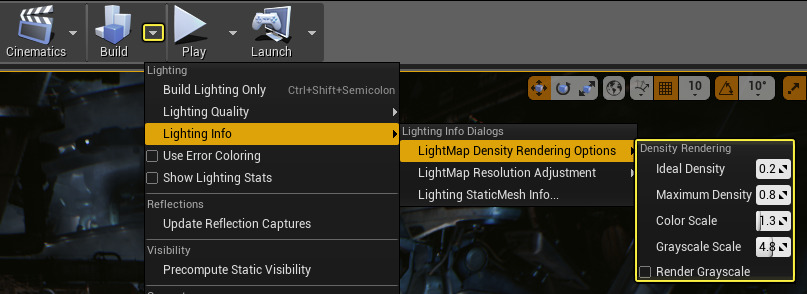 Cinematics
Build
Play
Launch
Lighting
Build Lighting Only Ctrl+Shift+Semicolon
Lighting Quality
Lighting Info
Use Error Coloring
Show Lighting Stats
Reflections
Update Reflection Captures
Visibility
Precompute Static Visibility
10
10°
Lighting Info Dialogs
LightMap Density Rendering Options
LightMap Resolution Adjustment
Lighting StaticMesh Info...
Density Rendering
Ideal Density 0.2
Maximum Density 0.8
Color Scale 1.3
Grayscale Scale 4.8
Render Grayscale